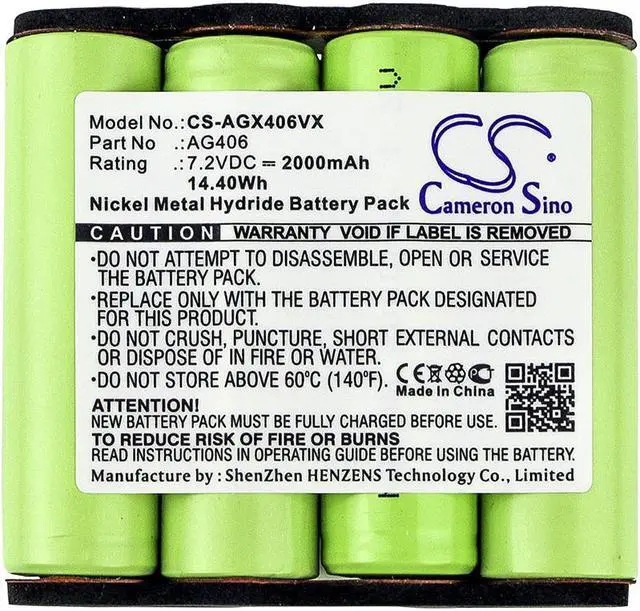 Model No.: CS-AGX406VX
Part No .: AG406
Rating .: 7.2VDC ⎓ 2000mAh
14.40Wh
Nickel Metal Hydride Battery Pack
CS
Cameron Sino
CAUTION WARRANTY VOID IF LABEL IS REMOVED
•DO NOT ATTEMPT TO DISASSEMBLE, OPEN OR SERVICE
THE BATTERY PACK.
•REPLACE ONLY WITH THE BATTERY PACK DESIGNATED
FOR THIS PRODUCT.
•DO NOT CRUSH, PUNCTURE, SHORT EXTERNAL CONTACTS
OR DISPOSE OF IN FIRE OR WATER.
•DO NOT STORE ABOVE 60°C (140°F).
CE
Made In China
ATTENTION!
NEW BATTERY PACK MUST BE FULLY CHARGED BEFORE USE.
TO REDUCE RISK OF FIRE OR BURNS
READ INSTRUCTIONS IN OPERATING GUIDE BEFORE USING BATTERY.
Manufacture by.: ShenZhen HENZENS Technology Co., Limited